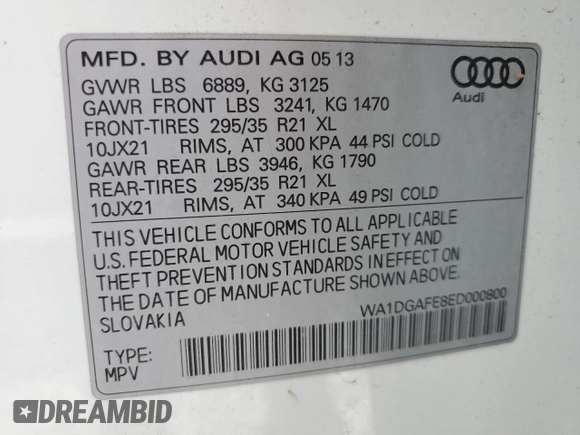 MFD. BY AUDI AG 05 13
GVWR LBS 6889, KG 3125
GAWR FRONT LBS 3241, KG 1470
FRONT-TIRES 295/35 R21 XL
10JX21 RIMS, AT 300 KPA 44 PSI COLD
GAWR REAR LBS 3946, KG 1790
REAR-TIRES 295/35 R21 XL
10JX21 RIMS, AT 340 KPA 49 PSI COLD
Audi
THIS VEHICLE CONFORMS TO ALL APPLICABLE
U.S. FEDERAL MOTOR VEHICLE SAFETY AND
THEFT PREVENTION STANDARDS IN EFFECT ON
THE DATE OF MANUFACTURE SHOWN ABOVE.
SLOVAKIA
WA1DGAFE8ED000800
TYPE:
MPV
DREAMBID